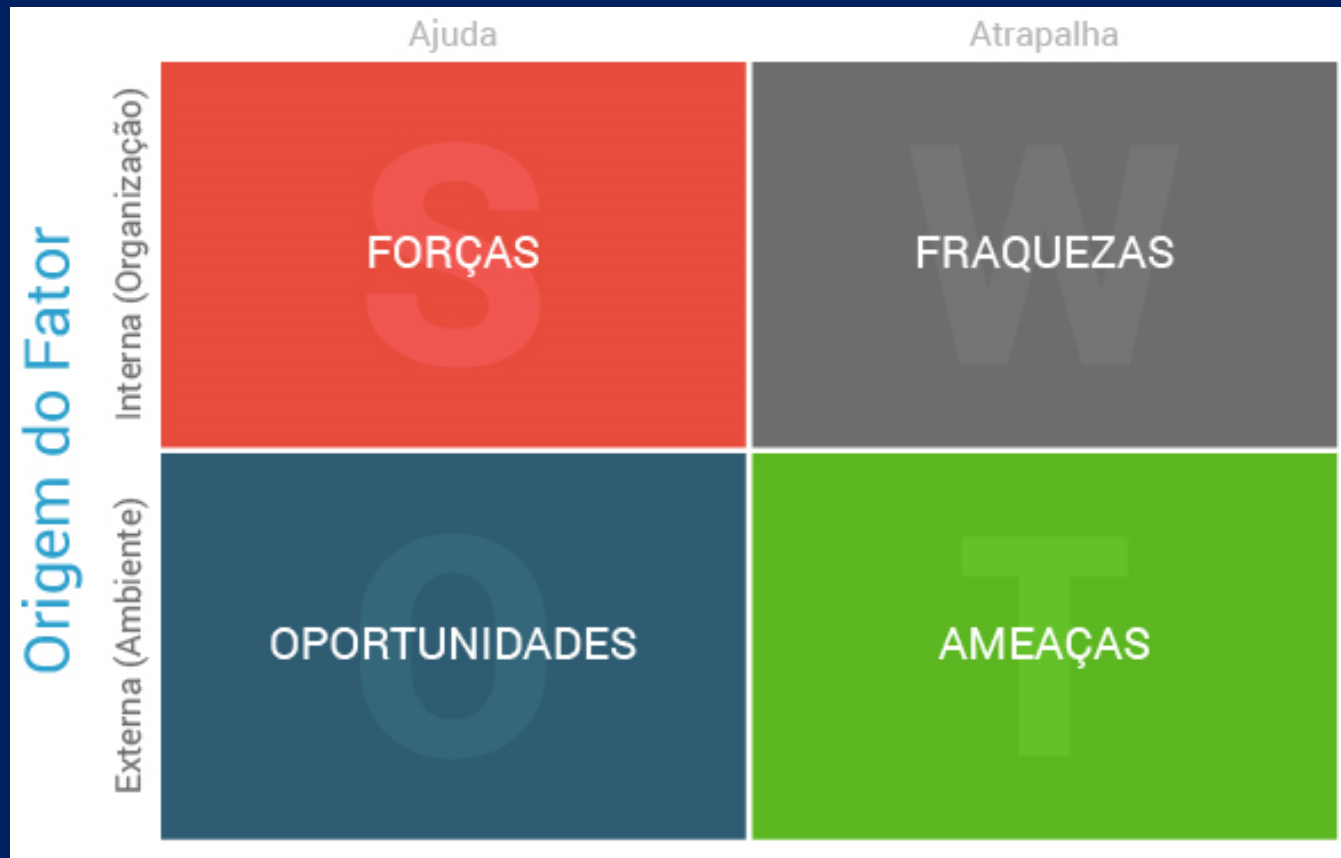 Ajuda
Atrapalha
Origem do Fator
Interna (Organização)
S
FORÇAS
W
FRAQUEZAS
Externa (Ambiente)
O
OPORTUNIDADES
T
AMEAÇAS